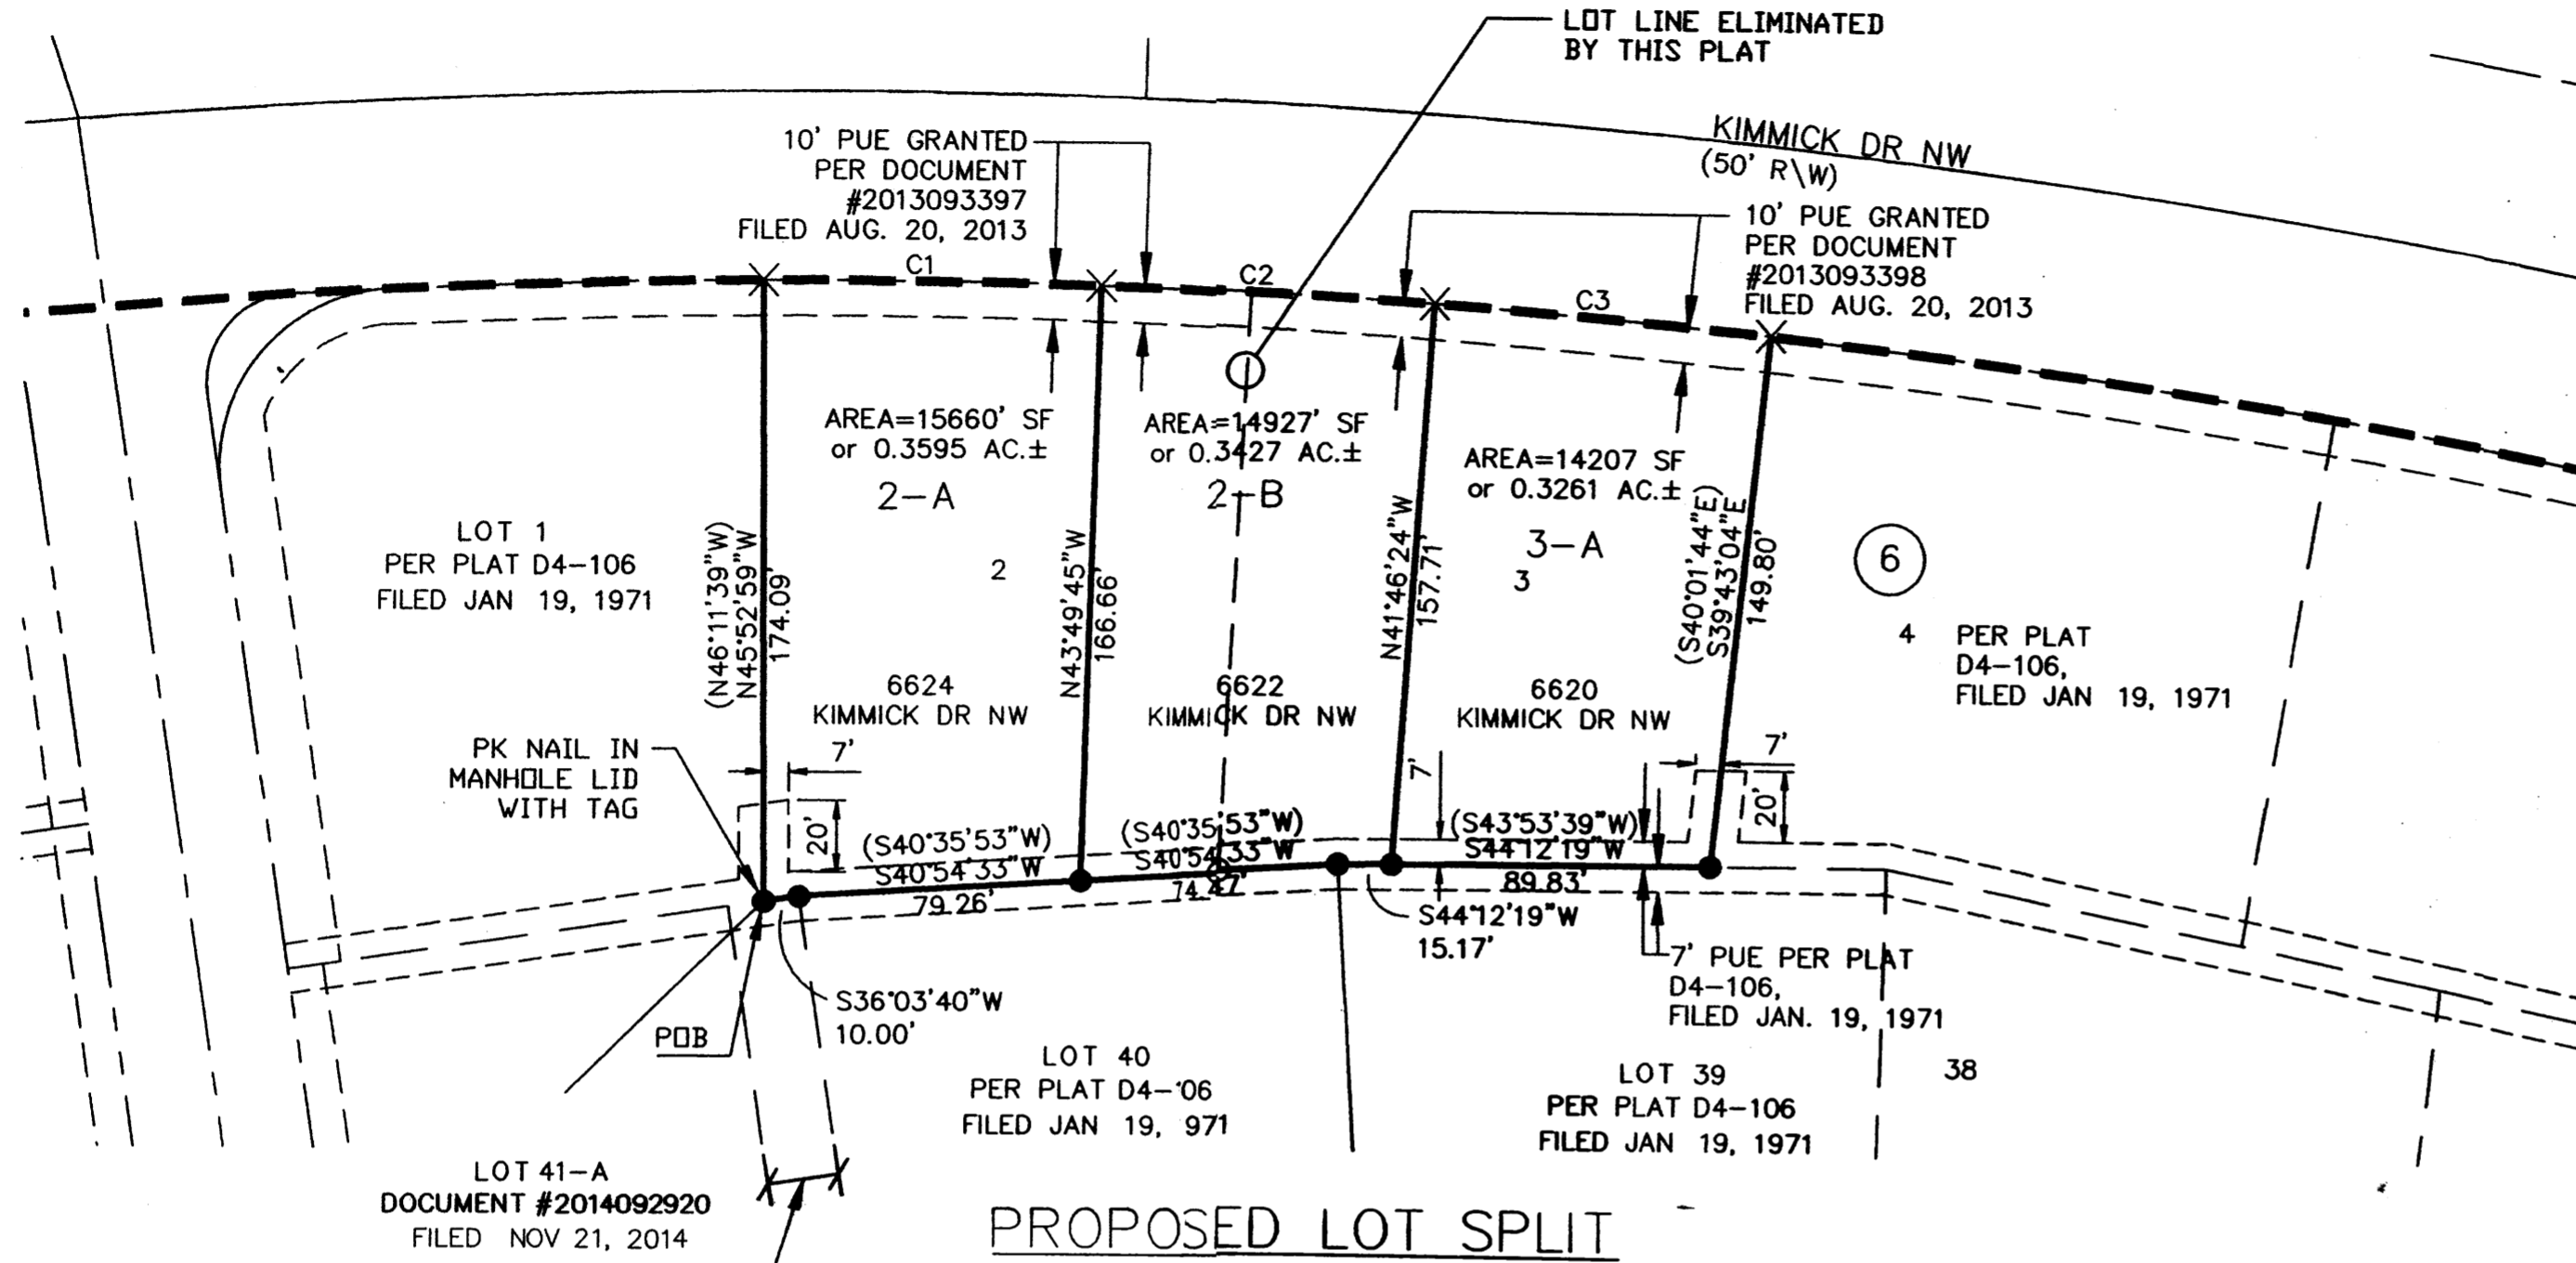 LOT LINE ELIMINATED
BY THIS PLAT
KIMMICK DR NW
(50' R\W)
10' PUE GRANTED
PER DOCUMENT
#2013093397
FILED AUG. 20, 2013
10' PUE GRANTED
PER DOCUMENT
#2013093398
FILED AUG. 20, 2013
C1
C2
C3
AREA=15660' SF
or 0.3595 AC.±
2-A
2
AREA=14927' SF
or 0.3427 AC.±
2-B
AREA=14207 SF
or 0.3261 AC.±
3-A
3
LOT 1
PER PLAT D4-106
FILED JAN 19, 1971
(N46°11'39"W)
N45°52'59"W
174.09'
N43°49'45"W
166.66'
N41°46'24"W
157.71'
(S40°01'44"E)
S39°43'04"E
149.80'
6
4
PER PLAT
D4-106,
FILED JAN 19, 1971
6624
KIMMICK DR NW
6622
KIMMICK DR NW
6620
KIMMICK DR NW
PK NAIL IN
MANHOLE LID
WITH TAG
7'
20'
7'
7'
20'
(S40°35'53"W)
S40°54'33"W
79.26'
(S40°35'53"W)
S40°54'33"W
74.47'
(S43°53'39"W)
S44°12'19"W
89.83'
S44°12'19"W
15.17'
7' PUE PER PLAT
D4-106,
FILED JAN. 19, 1971
S36°03'40"W
10.00'
POB
LOT 40
PER PLAT D4-'06
FILED JAN 19, 971
LOT 39
PER PLAT D4-106
FILED JAN 19, 1971
38
LOT 41-A
DOCUMENT #2014092920
FILED NOV 21, 2014
PROPOSED LOT SPLIT